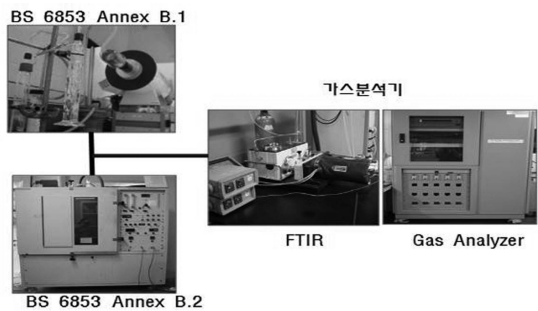 BS 6853 Annex B.1
가스분석기
FTIR
Gas Analyzer
BS 6853 Annex B.2